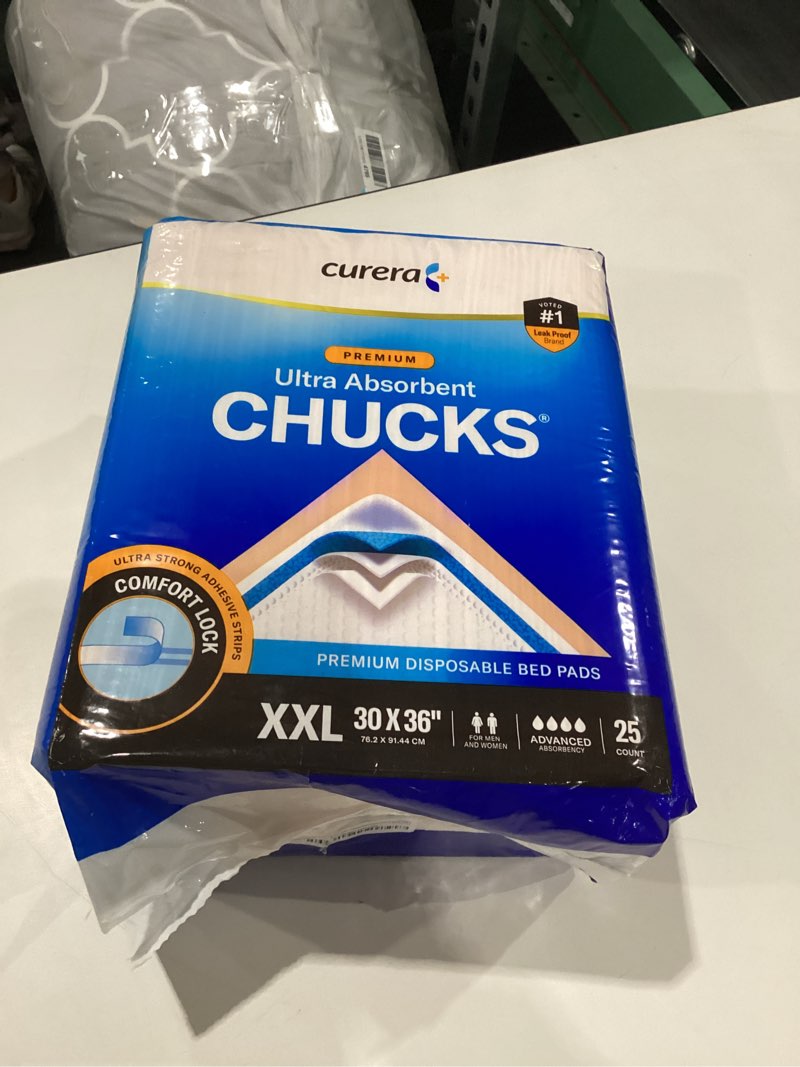 curera
VOTED
#1
Leak Proof
Brand
PREMIUM
Ultra Absorbent
CHUCKS®
ULTRA STRONG ADHESIVE STRIPS
COMFORT LOCK
PREMIUM DISPOSABLE BED PADS
XXL 30 X 36"
76.2 X 91.44 CM
FOR MEN
AND WOMEN
ADVANCED
ABSORBENCY
25
COUNT